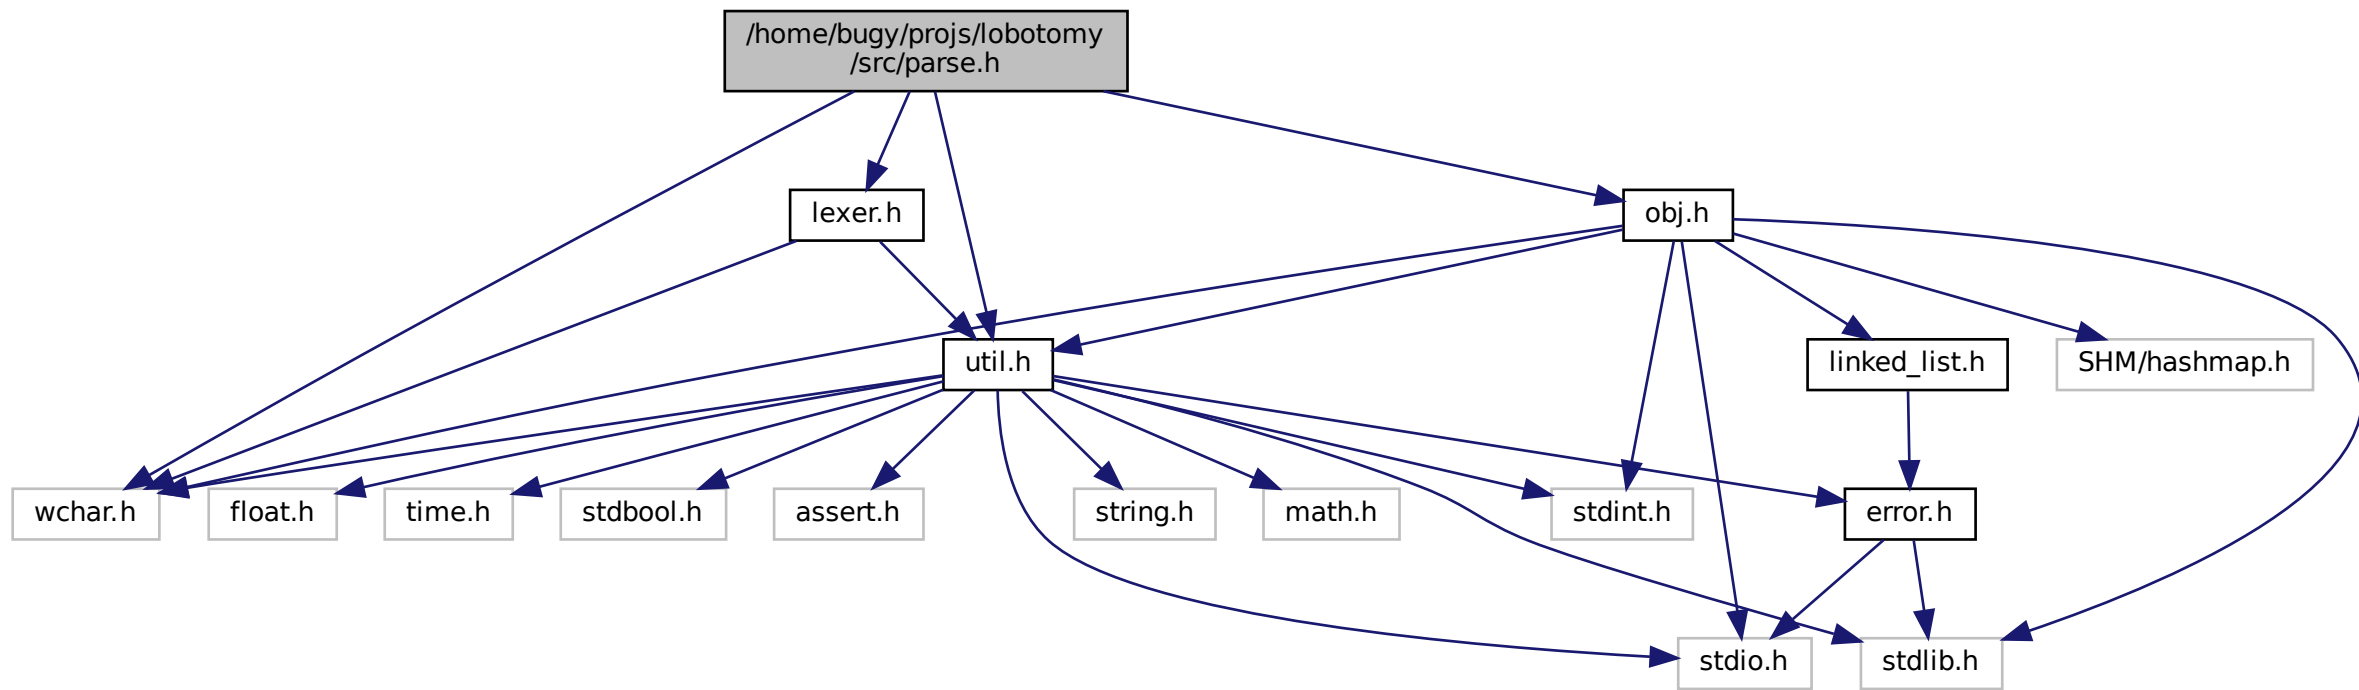 /home/bugy/projs/lobotomy
/src/parse.h
lexer.h
obj.h
util.h
linked_list.h
SHM/hashmap.h
wchar.h
float.h
time.h
stdbool.h
assert.h
string.h
math.h
stdint.h
error.h
stdio.h
stdlib.h